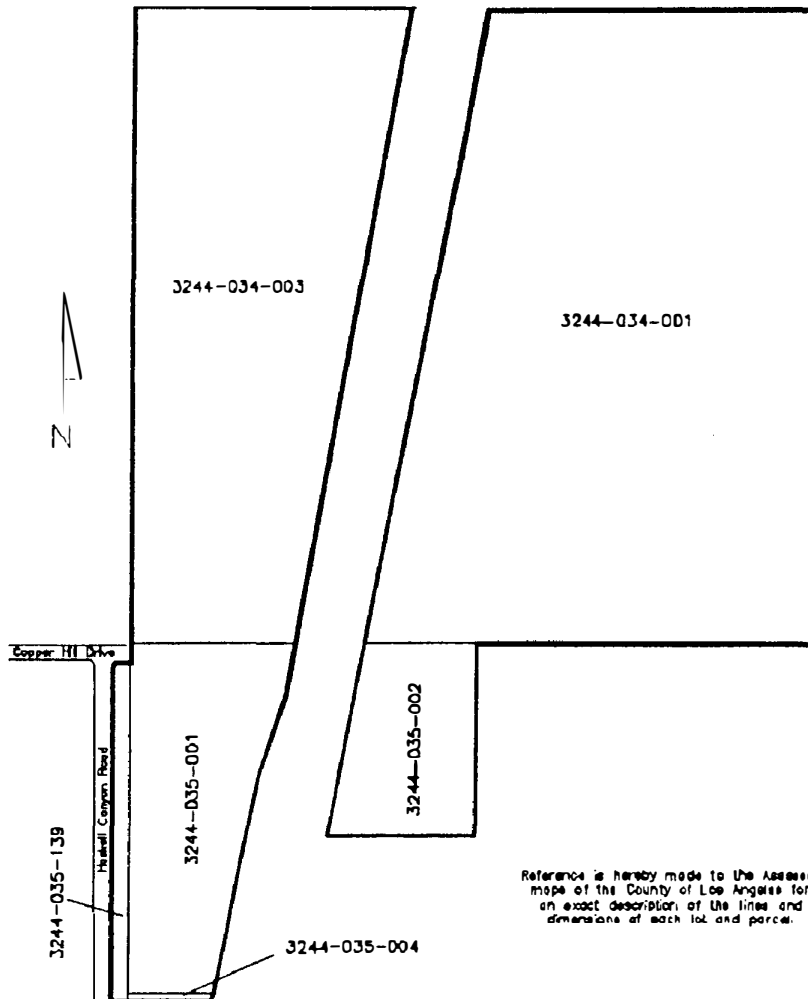 3244-034-003
3244-034-001
N
Copper Hill Drive
3244-035-002
3244-035-001
Haskell Canyon Road
3244-035-139
Reference is hereby made to the Assess
maps of the County of Los Angeles for
an exact description of the lines and
dimensions of each lot and parcel.
3244-035-004